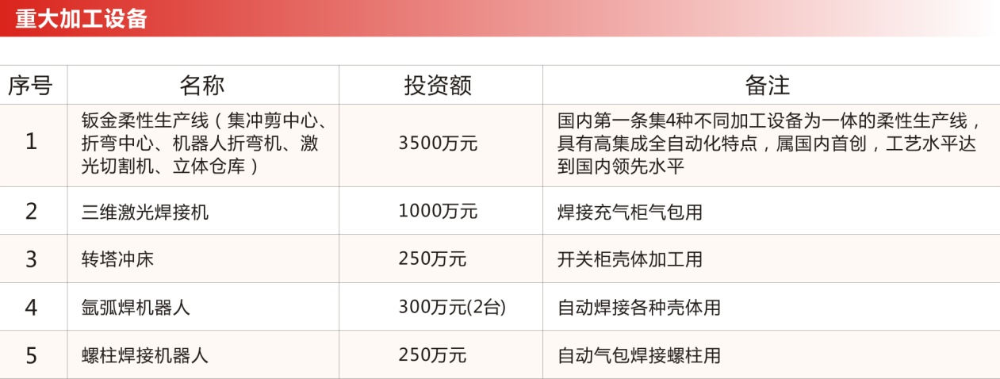 重大加工设备
序号 名称 投资额 备注
1 钣金柔性生产线（集冲剪中心、 3500万元 国内第一条集4种不同加工设备为一体的柔性生产线，
折弯中心、机器人折弯机、激 具有高集成全自动化特点，属国内首创，工艺水平达
光切割机、立体仓库） 到国内领先水平
2 三维激光焊接机 1000万元 焊接充气柜气包用
3 转塔冲床 250万元 开关柜壳体加工用
4 氩弧焊机器人 300万元(2台) 自动焊接各种壳体用
5 螺柱焊接机器人 250万元 自动气包焊接螺柱用